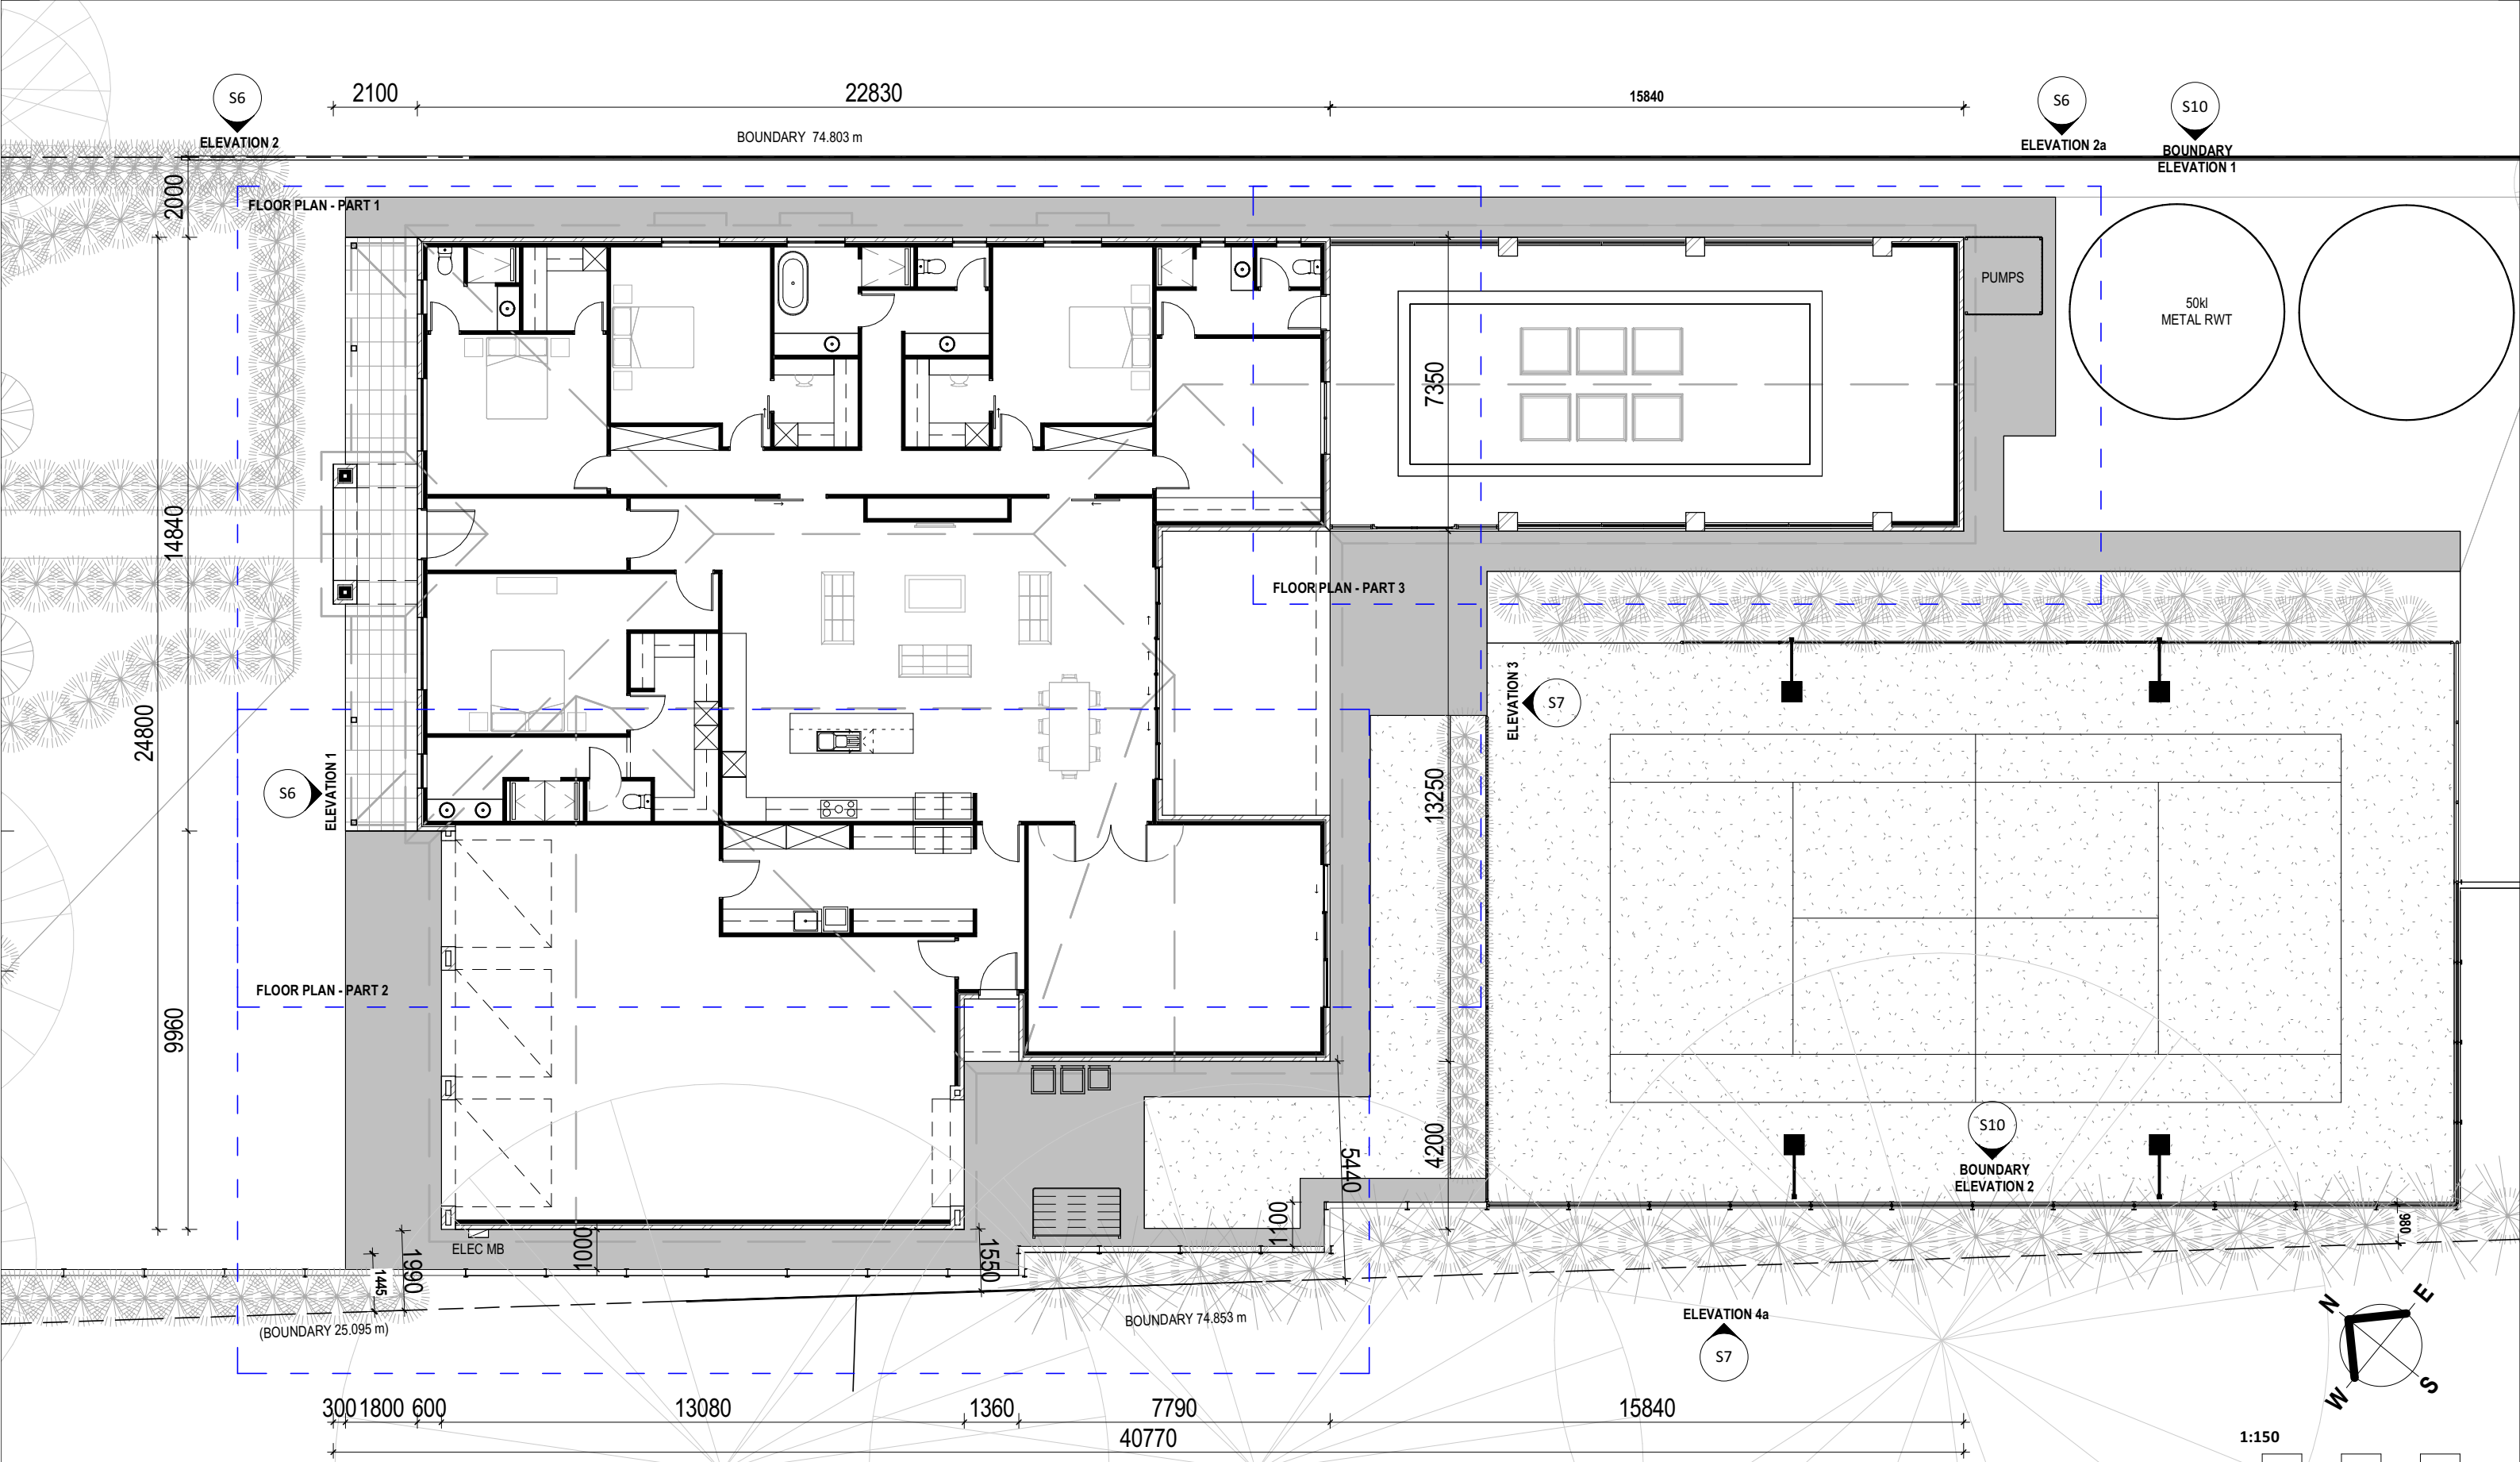 2100
22830
15840
S6
ELEVATION 2
S6
ELEVATION 2a
S10
BOUNDARY
ELEVATION 1
BOUNDARY 74.803 m
2000
FLOOR PLAN - PART 1
PUMPS
50kl
METAL RWT
7350
14840
FLOOR PLAN - PART 3
24800
ELEVATION 3
S7
S6
ELEVATION 1
13250
FLOOR PLAN - PART 2
9960
4200
5440
S10
BOUNDARY
ELEVATION 2
1100
980
ELEC MB
1000
1550
1990
1445
(BOUNDARY 25.095 m)
BOUNDARY 74.853 m
ELEVATION 4a
S7
N
E
W
S
300
1800
600
13080
1360
7790
15840
40770
1:150